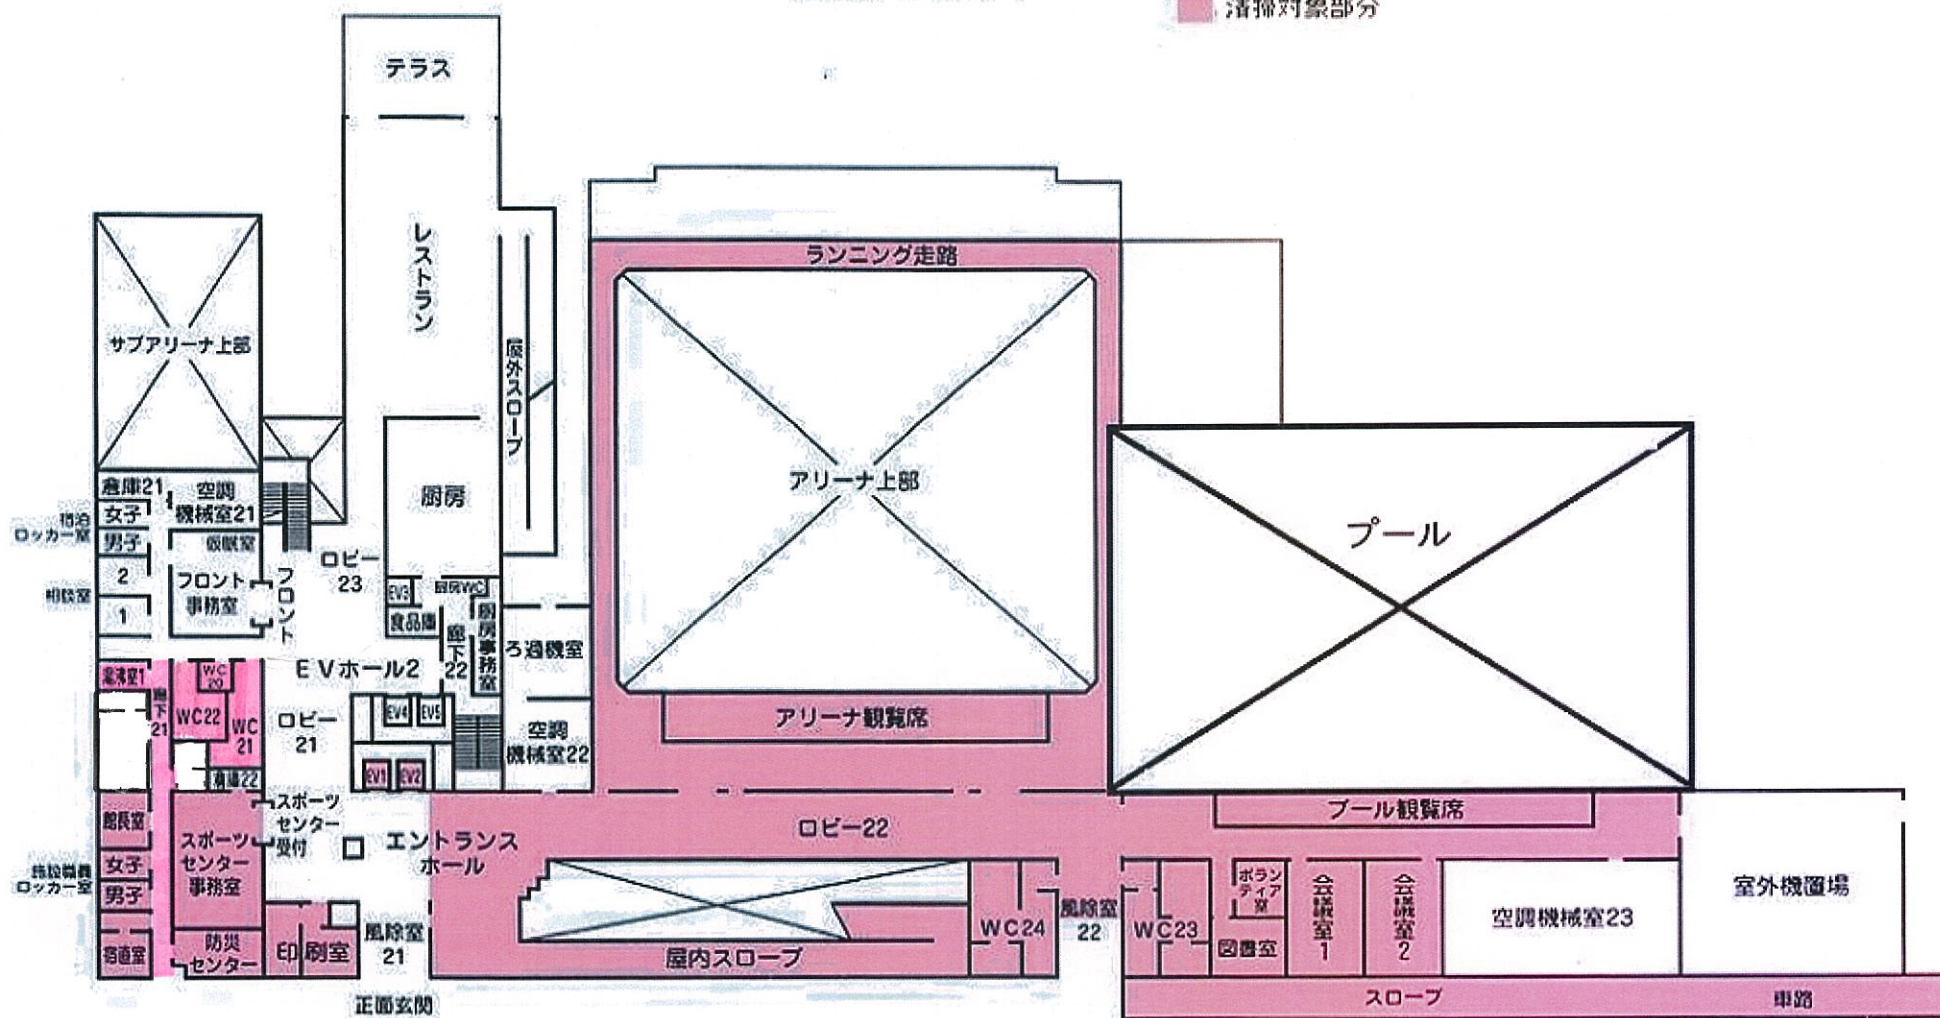 清掃対象部分
テラス
レストラン
ランニング走路
サブアリーナ上部
屋外スロープ
アリーナ上部
プール
厨房
倉庫21
空調
機械室21
女子
宿泊
ロッカー室
男子
仮眠室
2
フロント
事務室
フロント
相談室
1
ロビー
23
EV3
厨房WC
食品庫
廊下22
厨房事務室
ろ過機室
EVホール2
湯沸室1
WC
20
廊下21
WC22
WC
21
ロビー
21
EV4
EV5
空調
機械室22
アリーナ観覧席
EV1
EV2
倉庫22
館長室
スポーツ
センター
受付
スポーツ
センター
事務室
エントランス
ホール
ロビー22
プール観覧席
女子
施設職員
ロッカー室
男子
宿直室
防災
センター
印刷室
風除室
21
屋内スロープ
WC24
風除室
22
WC23
ボランティア室
図書室
会議室1
会議室2
空調機械室23
室外機置場
正面玄関
スロープ
車路